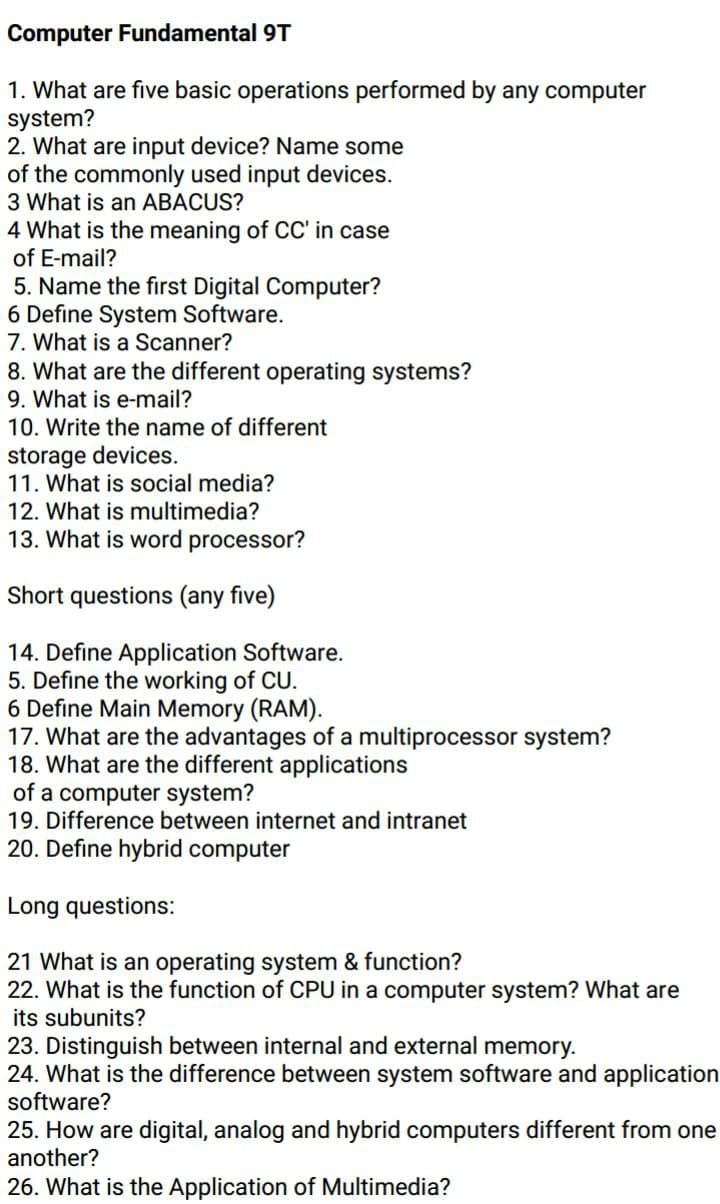 Computer Fundamental 9T
1. What are five basic operations performed by any computer
system?
2. What are input device? Name some
of the commonly used input devices.
3 What is an ABACUS?
4 What is the meaning of CC' in case
of E-mail?
5. Name the first Digital Computer?
6 Define System Software.
7. What is a Scanner?
8. What are the different operating systems?
9. What is e-mail?
10. Write the name of different
storage devices.
11. What is social media?
12. What is multimedia?
13. What is word processor?
Short questions (any five)
14. Define Application Software.
5. Define the working of CU.
6 Define Main Memory (RAM).
17. What are the advantages of a multiprocessor system?
18. What are the different applications
of a computer system?
19. Difference between internet and intranet
20. Define hybrid computer
Long questions:
21 What is an operating system & function?
22. What is the function of CPU in a computer system? What are
its subunits?
23. Distinguish between internal and external memory.
24. What is the difference between system software and application
software?
25. How are digital, analog and hybrid computers different from one
another?
26. What is the Application of Multimedia?